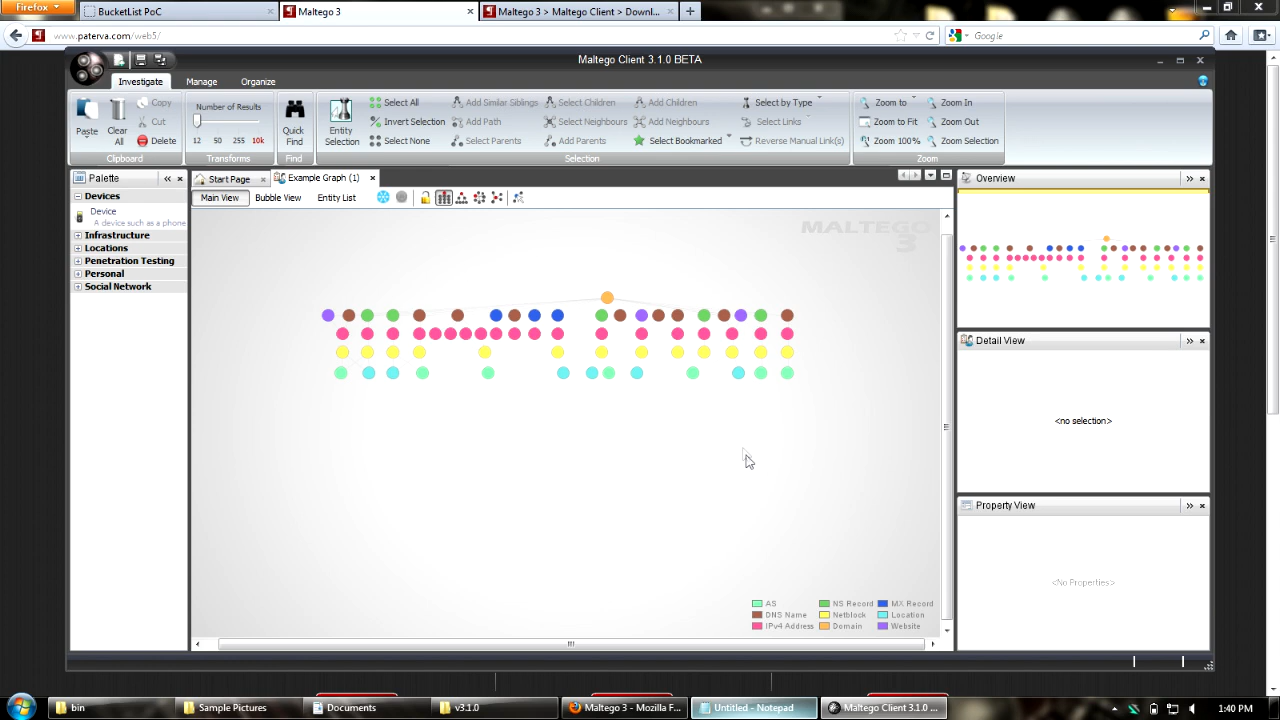 Firefox
BucketList PoC
Maltego 3
Maltego 3 > Maltego Client > Downl...
www.paterva.com/web5/
Google
Maltego Client 3.1.0 BETA
Investigate
Manage
Organize
Paste
Clear All
Copy
Cut
Delete
Clipboard
Number of Results
12 50 255 10k
Transforms
Quick Find
Find
Entity Selection
Select All
Invert Selection
Select None
Add Similar Siblings
Add Path
Select Parents
Select Children
Select Neighbours
Add Parents
Add Children
Add Neighbours
Select Bookmarked
Select by Type
Select Links
Reverse Manual Link(s)
Selection
Zoom to
Zoom to Fit
Zoom 100%
Zoom In
Zoom Out
Zoom Selection
Zoom
Palette
Devices
Device
A device such as a phone
Infrastructure
Locations
Penetration Testing
Personal
Social Network
Start Page
Example Graph (1)
Main View
Bubble View
Entity List
MALTEGO
3
AS
NS Record
MX Record
DNS Name
Netblock
Location
IPv4 Address
Domain
Website
Overview
Detail View
<no selection>
Property View
<No Properties>
bin
Sample Pictures
Documents
v3.1.0
Maltego 3 - Mozilla F...
Untitled - Notepad
Maltego Client 3.1.0 ...
1:40 PM